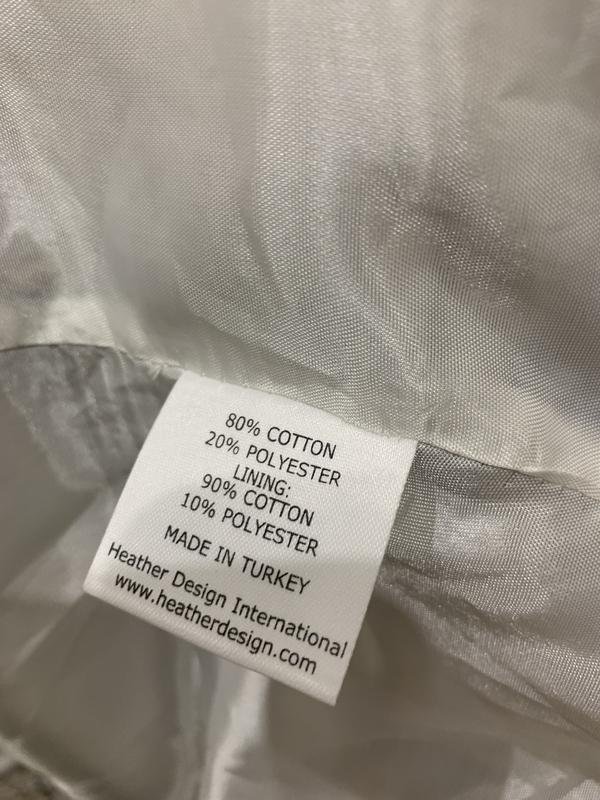 80% COTTON
20% POLYESTER
LINING:
90% COTTON
10% POLYESTER
MADE IN TURKEY
Heather Design International
www.heatherdesign.com